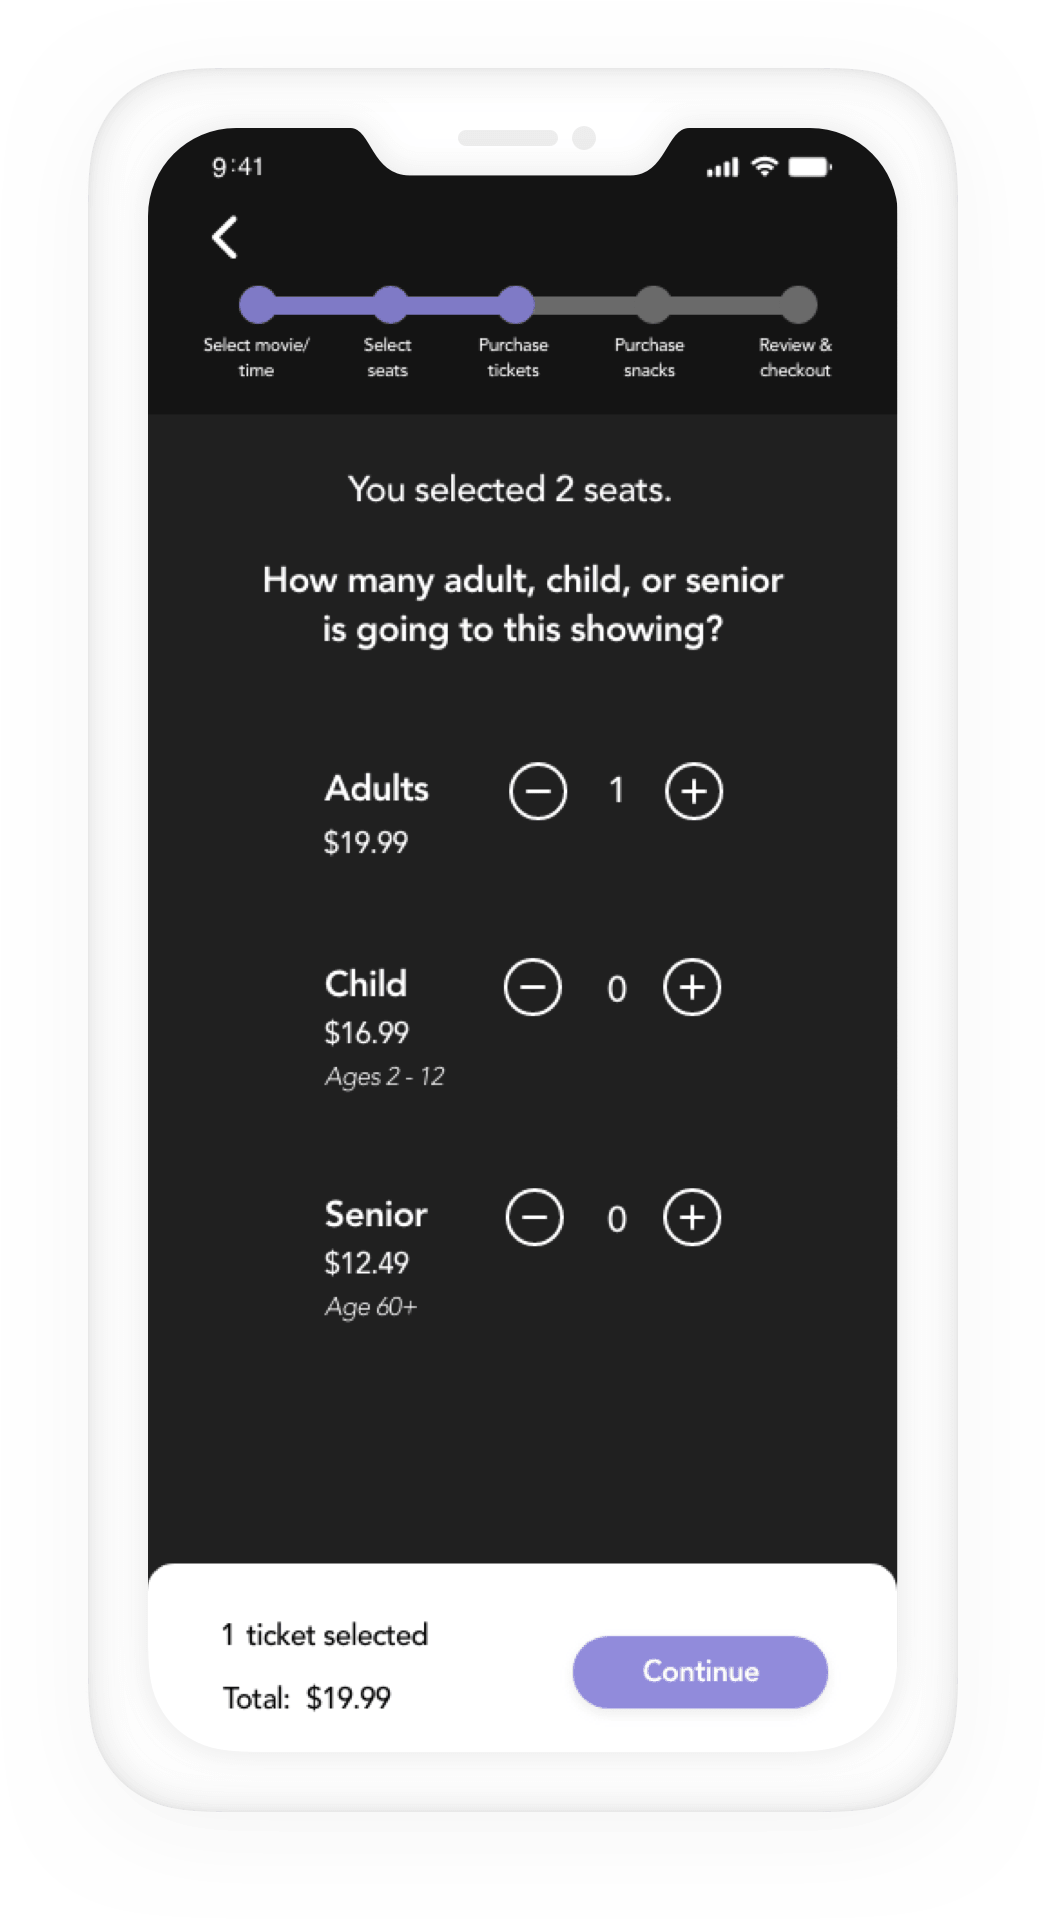 9:41
Select movie/
time
Select
seats
Purchase
tickets
Purchase
snacks
Review &
checkout
You selected 2 seats.
How many adult, child, or senior
is going to this showing?
Adults
1
$19.99
Child
0
$16.99
Ages 2 - 12
Senior
0
$12.49
Age 60+
1 ticket selected
Total: $19.99
Continue